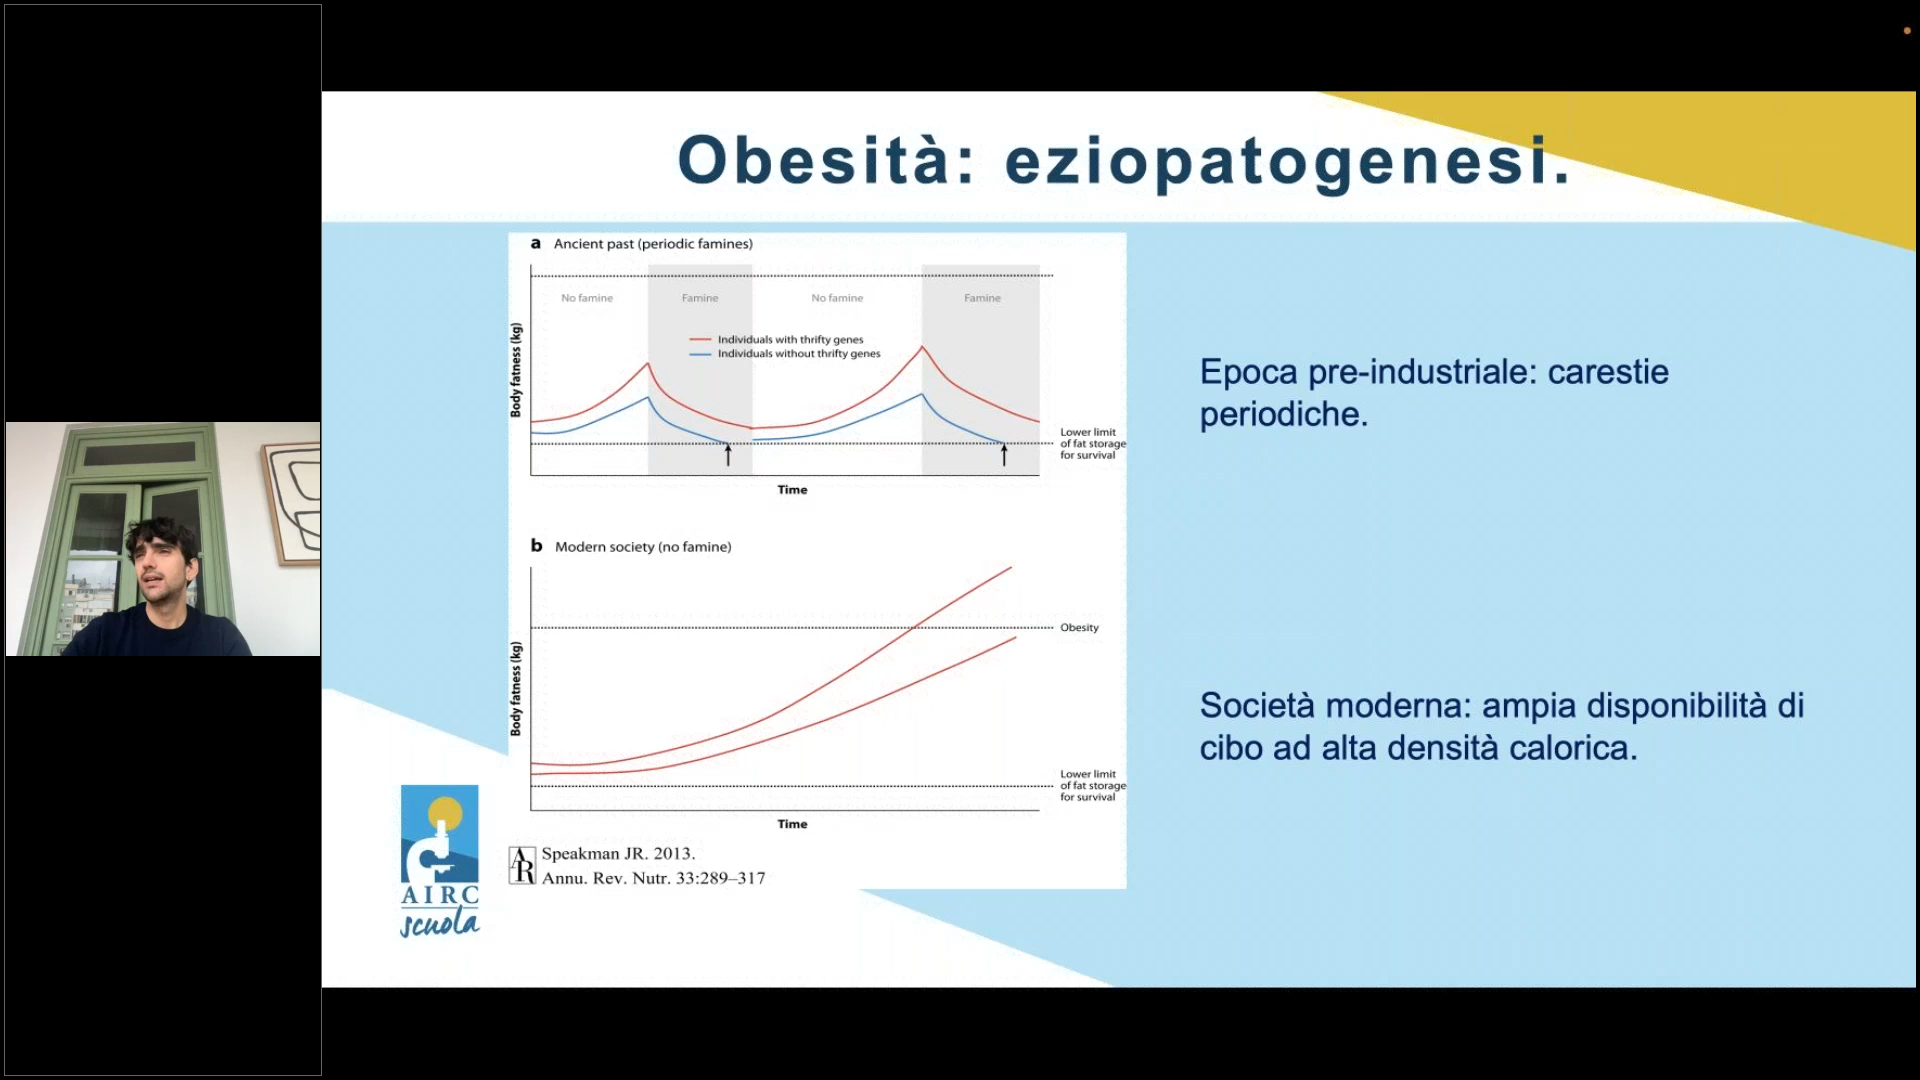 Obesità: eziopatogenesi.
a Ancient past (periodic famines)
No famine
Famine
No famine
Famine
Individuals with thrifty genes
Individuals without thrifty genes
Body fatness (kg)
Lower limit
of fat storage
for survival
Time
Epoca pre-industriale: carestie
periodiche.
b Modern society (no famine)
Obesity
Body fatness (kg)
Lower limit
of fat storage
for survival
Time
Società moderna: ampia disponibilità di
cibo ad alta densità calorica.
AR
Speakman JR. 2013.
Annu. Rev. Nutr. 33:289–317
AIRC
scuola